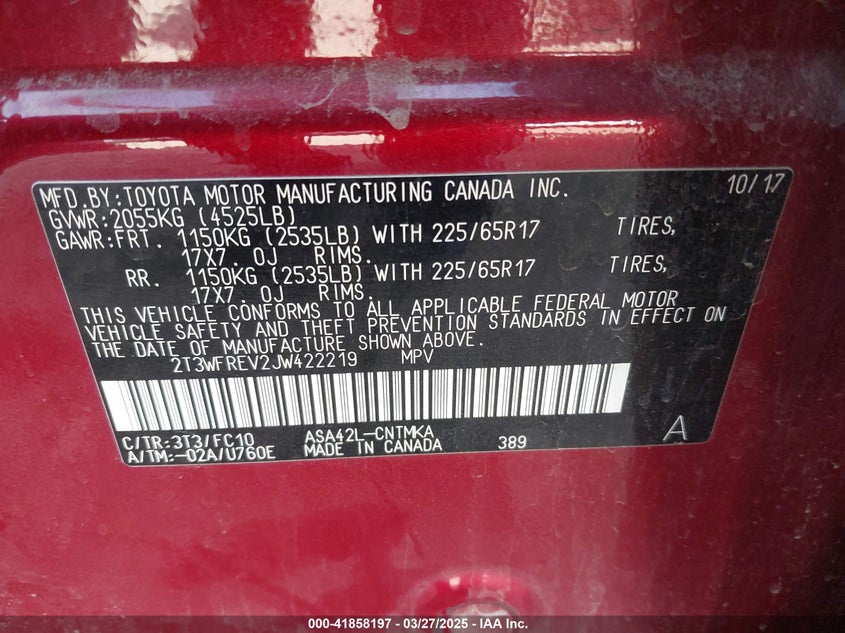 MFD.BY:TOYOTA MOTOR MANUFACTURING CANADA INC. 10/17
GVWR:2055KG (4525LB)
GAWR:FRT. 1150KG (2535LB) WITH 225/65R17 TIRES,
17X7.0J RIMS.
RR. 1150KG (2535LB) WITH 225/65R17 TIRES,
17X7.0J RIMS.
THIS VEHICLE CONFORMS TO ALL APPLICABLE FEDERAL MOTOR
VEHICLE SAFETY AND THEFT PREVENTION STANDARDS IN EFFECT ON
THE DATE OF MANUFACTURE SHOWN ABOVE.
2T3WFREV2JW422219 MPV
C/TR:3T3/FC10 ASA42L-CNTMKA 389 A
A/TM:-02A/U760E MADE IN CANADA
000-41858197 - 03/27/2025 - IAA Inc.